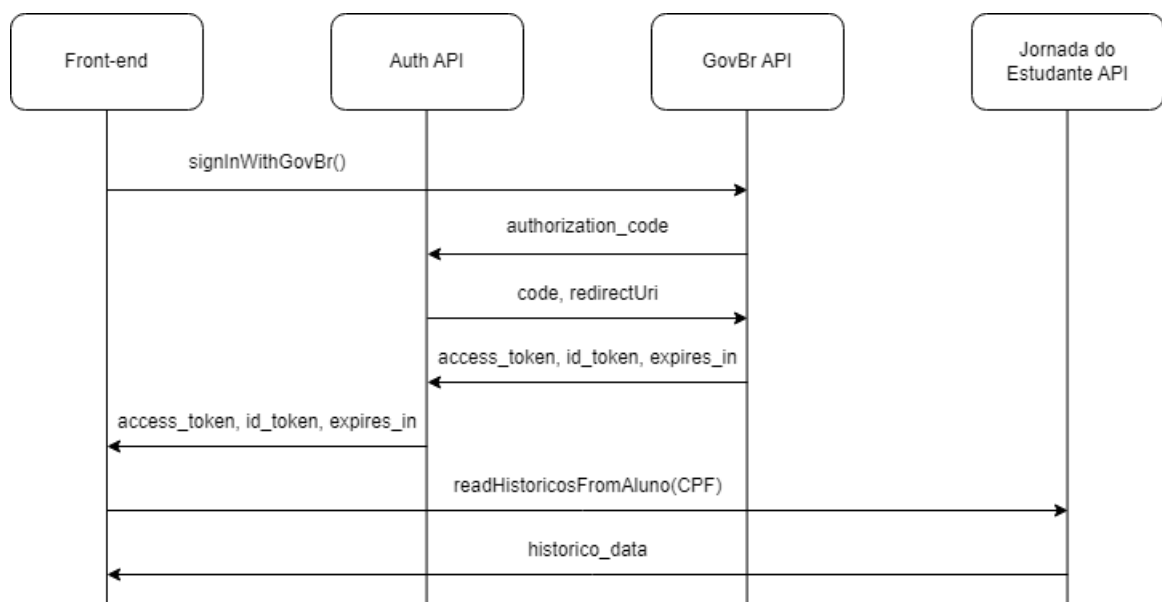 Front-end
Auth API
GovBr API
Jornada do
Estudante API
signInWithGovBr()
authorization_code
code, redirectUri
access_token, id_token, expires_in
access_token, id_token, expires_in
readHistoricosFromAluno(CPF)
historico_data